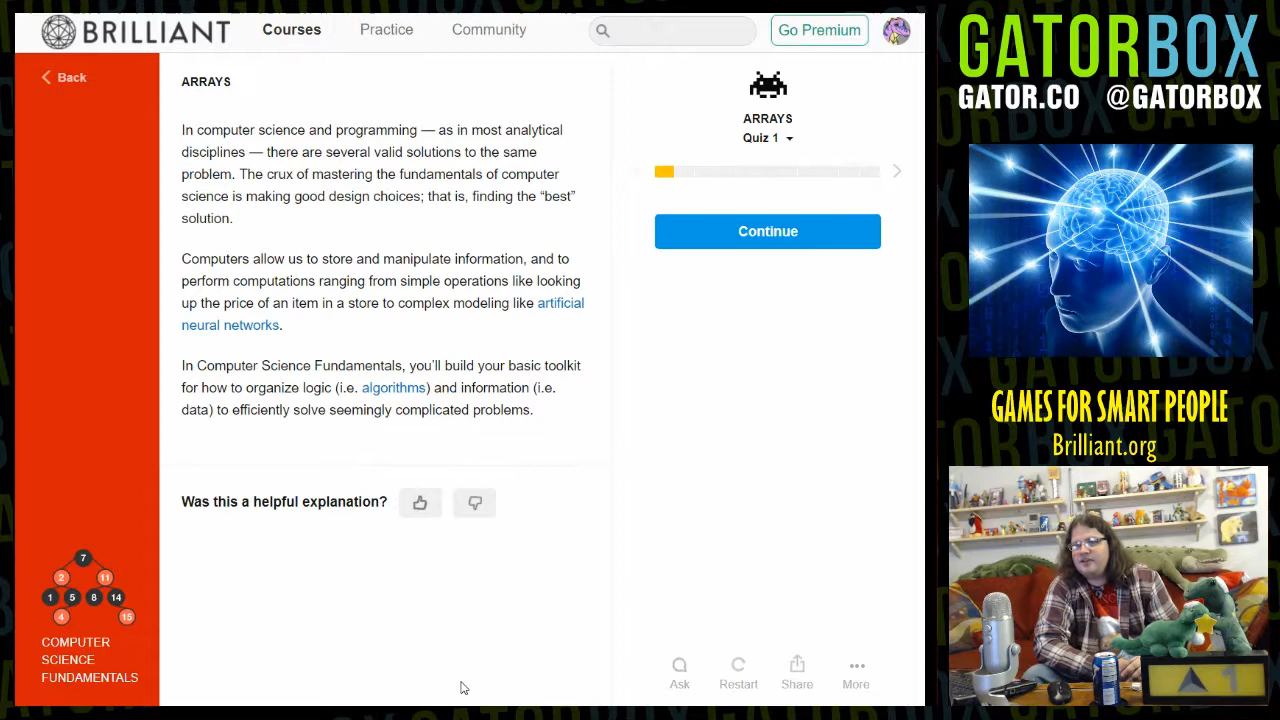 BRILLIANT
Courses
Practice
Community
Go Premium
Back
ARRAYS
In computer science and programming — as in most analytical
disciplines — there are several valid solutions to the same
problem. The crux of mastering the fundamentals of computer
science is making good design choices; that is, finding the “best”
solution.
Computers allow us to store and manipulate information, and to
perform computations ranging from simple operations like looking
up the price of an item in a store to complex modeling like artificial
neural networks.
In Computer Science Fundamentals, you’ll build your basic toolkit
for how to organize logic (i.e. algorithms) and information (i.e.
data) to efficiently solve seemingly complicated problems.
Was this a helpful explanation?
7
2 11
1 5 8 14
4 15
COMPUTER
SCIENCE
FUNDAMENTALS
ARRAYS
Quiz 1
Continue
Ask
Restart
Share
More
GATORBOX
GATOR.CO @GATORBOX
GAMES FOR SMART PEOPLE
Brilliant.org
1